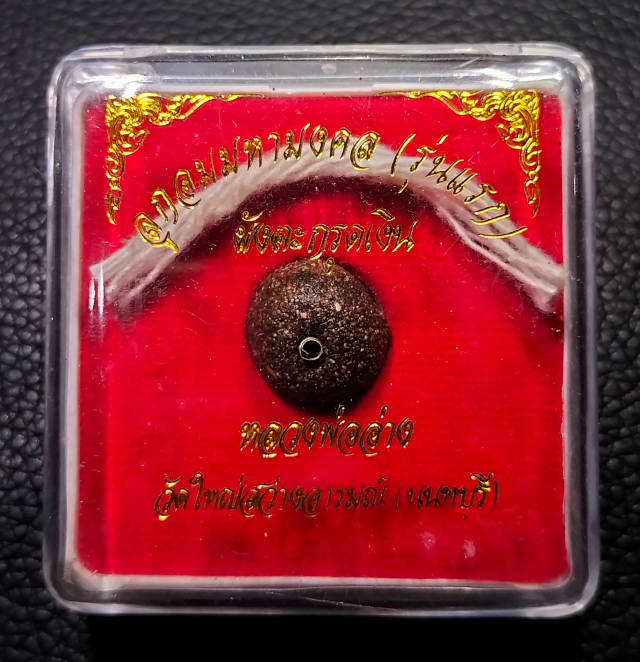 ลูกอมมหามงคล (รุ่นแรก)
ฝังตะกรุดเงิน
หลวงพ่ออ่าง
วัดใหญ่สว่างอารมณ์ (นนทบุรี)